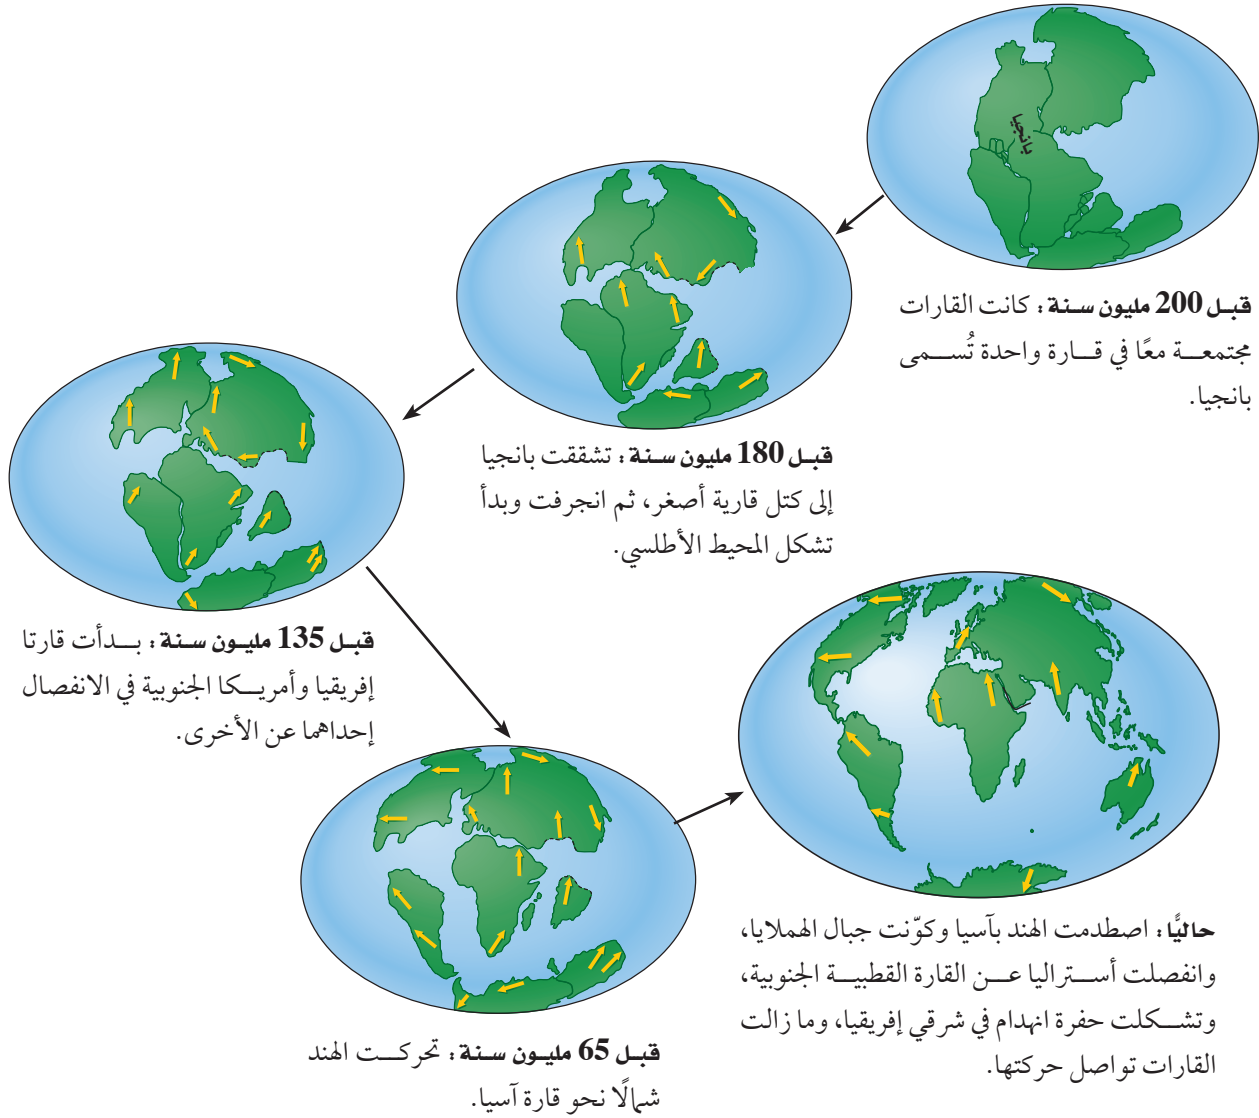 بانجيا
قبل 200 مليون سنة: كانت القارات
مجتمعة معًا في قارة واحدة تُسمى
بانجيا.
قبل 180 مليون سنة: تشققت بانجيا
إلى كتل قارية أصغر، ثم انجرفت وبدأ
تشكل المحيط الأطلسي.
قبل 135 مليون سنة: بدأت قارتا
إفريقيا وأمريكا الجنوبية في الانفصال
إحداهما عن الأخرى.
قبل 65 مليون سنة: تحركت الهند
شمالًا نحو قارة آسيا.
حاليًّا: اصطدمت الهند بآسيا وكوّنت جبال الهملايا،
وانفصلت أستراليا عن القارة القطبية الجنوبية،
وتشكلت حفرة انهدام في شرقي إفريقيا، وما زالت
القارات تواصل حركتها.